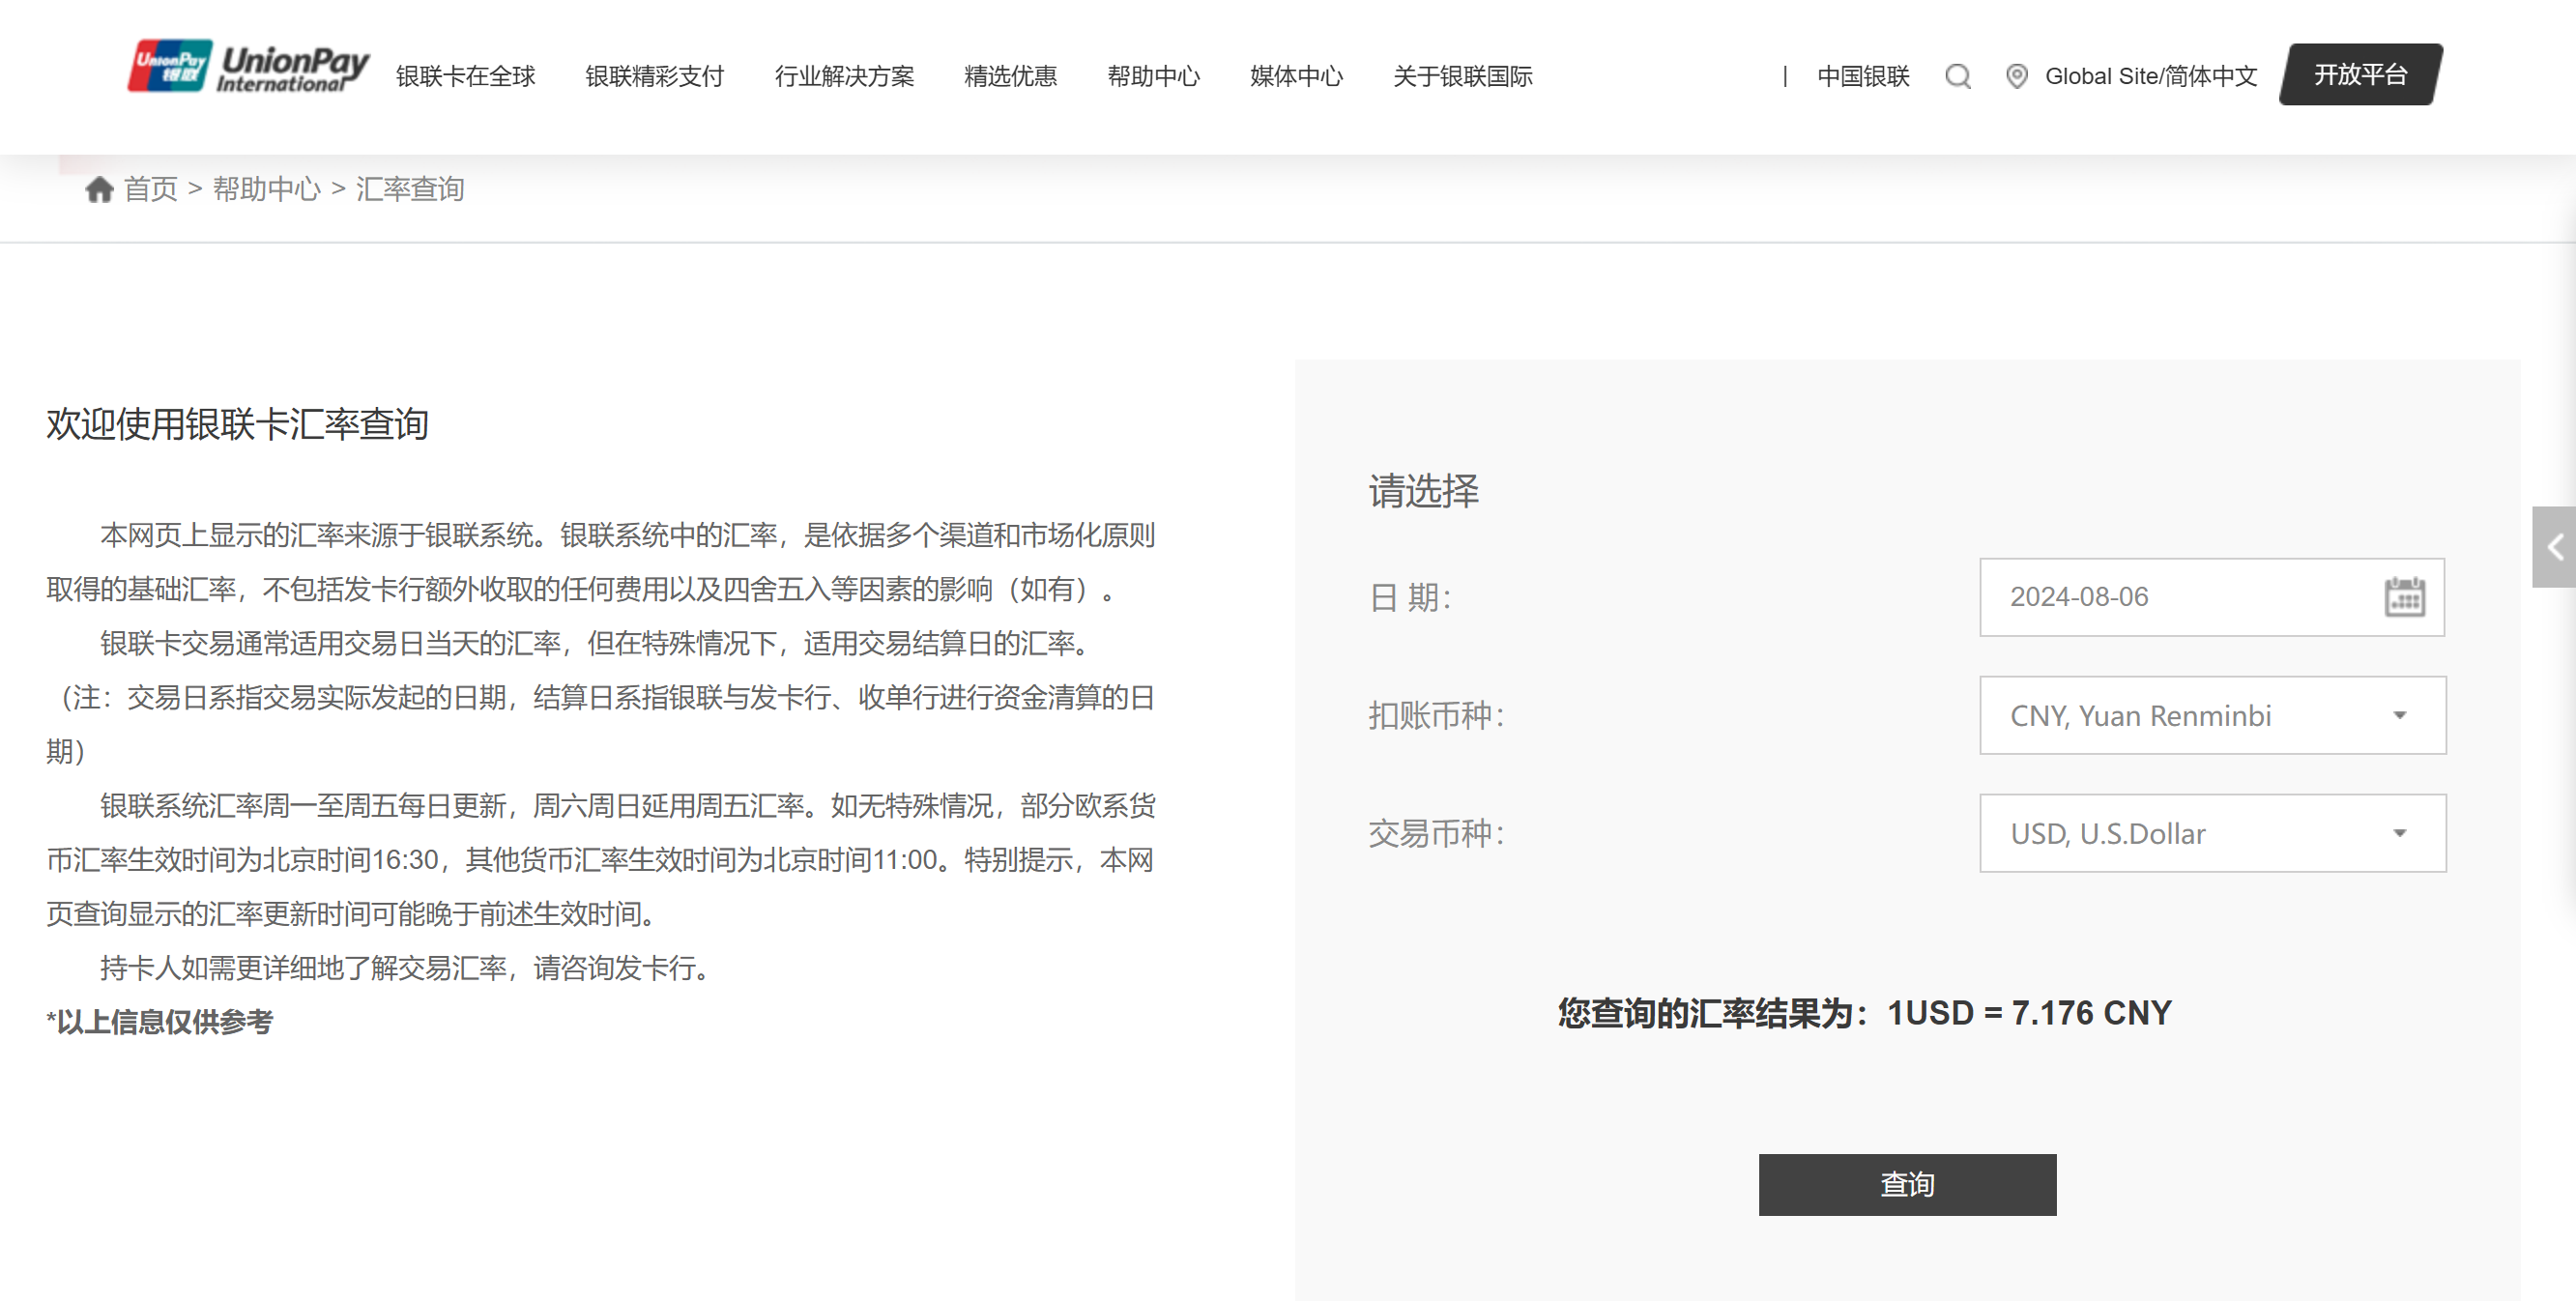 UnionPay 银联 UnionPay International 银联卡在全球 银联精彩支付 行业解决方案 精选优惠 帮助中心 媒体中心 关于银联国际 | 中国银联 Global Site/简体中文 开放平台
首页 > 帮助中心 > 汇率查询
欢迎使用银联卡汇率查询
本网页上显示的汇率来源于银联系统。银联系统中的汇率，是依据多个渠道和市场化原则
取得的基础汇率，不包括发卡行额外收取的任何费用以及四舍五入等因素的影响（如有）。
银联卡交易通常适用交易日当天的汇率，但在特殊情况下，适用交易结算日的汇率。
（注：交易日系指交易实际发起的日期，结算日系指银联与发卡行、收单行进行资金清算的日
期）
银联系统汇率周一至周五每日更新，周六周日延用周五汇率。如无特殊情况，部分欧系货
币汇率生效时间为北京时间16:30，其他货币汇率生效时间为北京时间11:00。特别提示，本网
页查询显示的汇率更新时间可能晚于前述生效时间。
持卡人如需更详细地了解交易汇率，请咨询发卡行。
*以上信息仅供参考
请选择
日 期： 2024-08-06
扣账币种： CNY, Yuan Renminbi
交易币种： USD, U.S.Dollar
您查询的汇率结果为：1USD = 7.176 CNY
查询